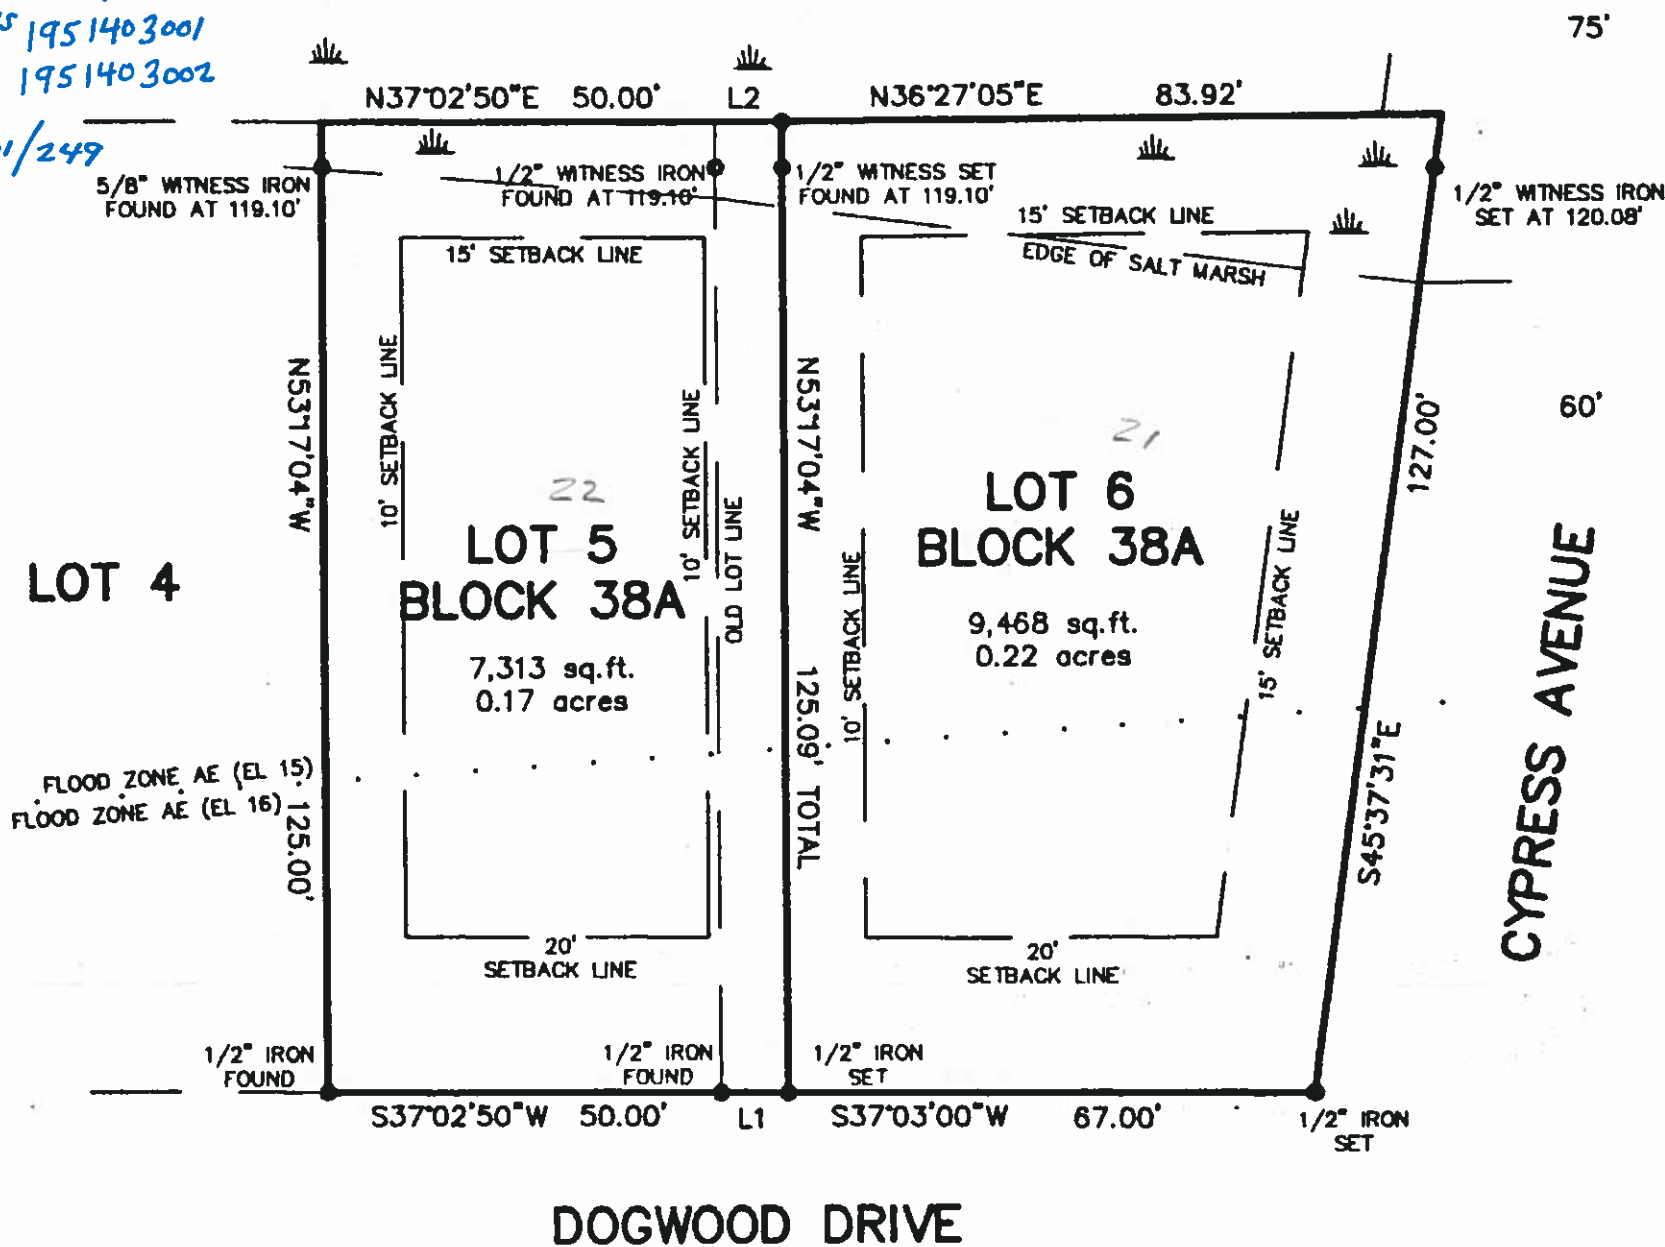 1951403001
1951403002
/249
75'
N37°02'50"E 50.00' L2 N36°27'05"E 83.92'
5/8" WITNESS IRON
FOUND AT 119.10'
1/2" WITNESS IRON
FOUND AT 119.10'
1/2" WITNESS SET
FOUND AT 119.10'
1/2" WITNESS IRON
SET AT 120.08'
15' SETBACK LINE
15' SETBACK LINE
EDGE OF SALT MARSH
N53°17'04"W
125.00'
10' SETBACK LINE
10' SETBACK LINE
OLD LOT LINE
N53°17'04"W
125.09' TOTAL
10' SETBACK LINE
15' SETBACK LINE
127.00'
S45°37'31"E
60'
CYPRESS AVENUE
LOT 4
22
LOT 5
BLOCK 38A
7,313 sq.ft.
0.17 acres
21
LOT 6
BLOCK 38A
9,468 sq.ft.
0.22 acres
FLOOD ZONE AE (EL 15)
FLOOD ZONE AE (EL 16)
20'
SETBACK LINE
20'
SETBACK LINE
1/2" IRON
FOUND
1/2" IRON
FOUND
1/2" IRON
SET
1/2" IRON
SET
S37°02'50"W 50.00' L1 S37°03'00"W 67.00'
DOGWOOD DRIVE